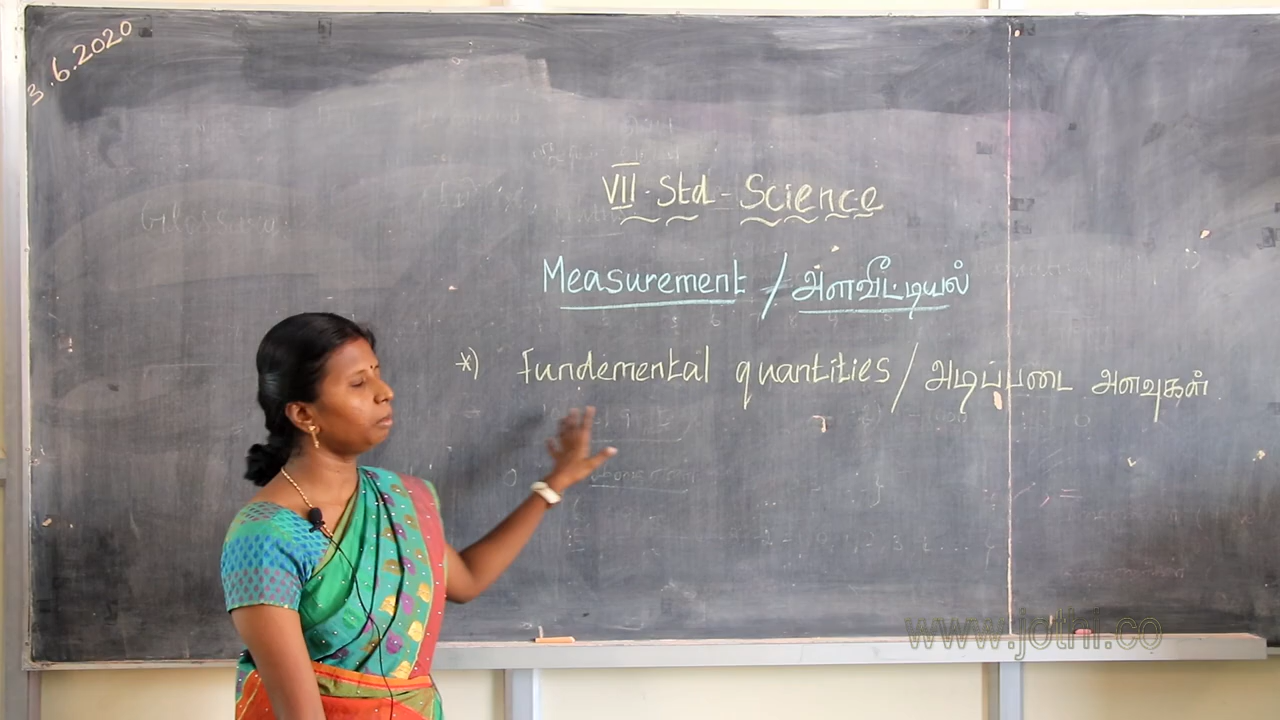 3.6.2020
VII. Std - Science
Measurement / அளவீட்டியல்
*) Fundemental quantities / அடிப்படை அளவுகள்
www.jothi.co